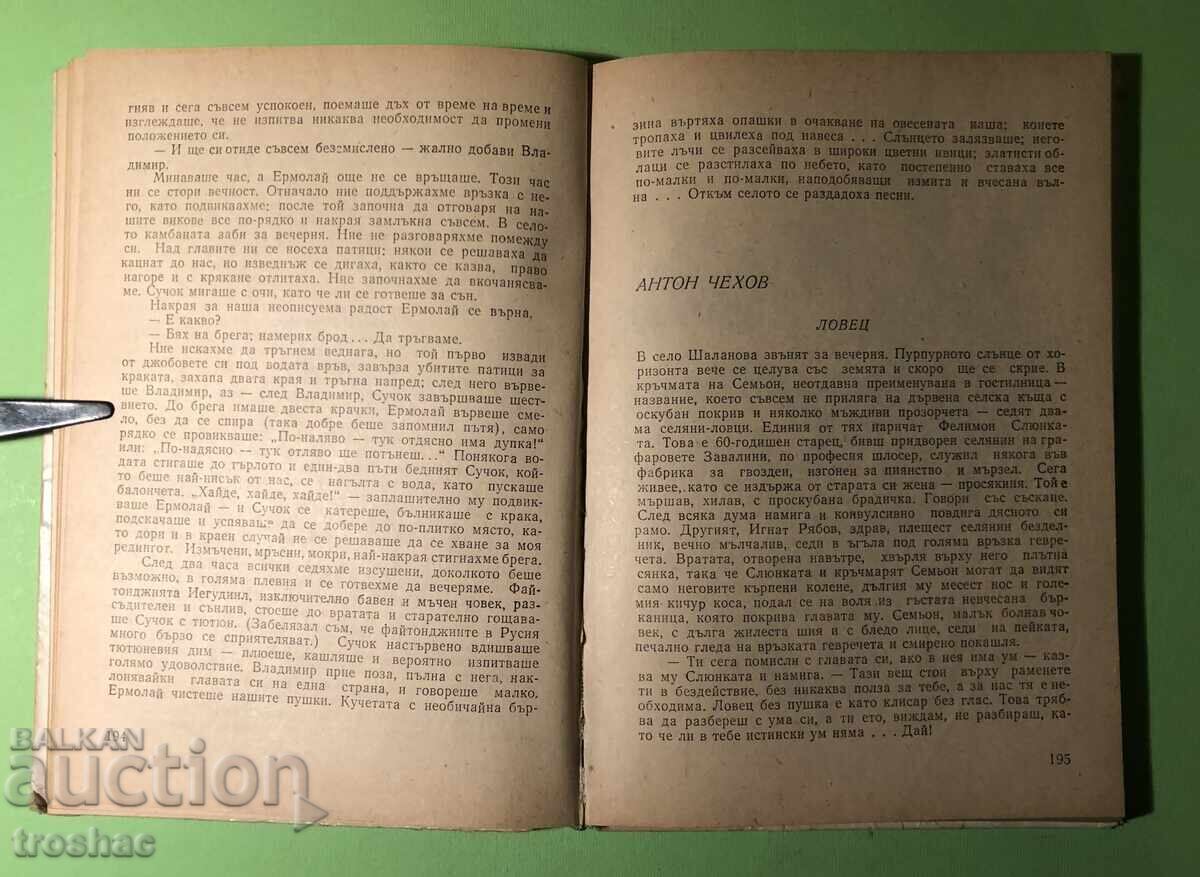 гняв и сега съвсем успокоен, поемаше дъх от време на време и
изглеждаше, че не изпитва никаква необходимост да промени
положението си.
— И ще си отиде съвсем безмислено — жално добави Вла-
димир.
Минаваше час, а Ермолай още не се връщаше. Този час
ни се стори вечност. Отначало ние поддържахме връзка с не-
го, като подвиквахме; после той започна да отговаря на на-
шите викове все по-рядко и накрая замлъкна съвсем. В село-
то камбаната заби за вечерня. Ние не разговаряхме помежду
си. Над главите ни се носеха патици; някои се решаваха да
кацнат до нас, но изведнъж се дигаха, както се казва, право
нагоре и с крякане отлитаха. Ние започнахме да вкочанясва-
ме. Сучок мигаше с очи, като че ли се готвеше за сън.
Накрая за наша неописуема радост Ермолай се върна.
— Е какво?
— Бях на брега; намерих брод... Да тръгваме.
Ние искахме да тръгнем веднага, но той първо извади
от джобовете си под водата връв, завърза убитите патици за
краката, захапа двата края и тръгна напред; след него върве-
ше Владимир, аз — след Владимир, Сучок завършваше шест-
вието. До брега имаше двеста крачки, Ермолай вървеше сме-
ло, без да се спира (така добре беше запомнил пътя), само
рядко се провикваше: „По-наляво — тук отдясно има дупка!“
или: „По-надясно — тук отляво ще потънеш...“ Понякога во-
дата стигаше до гърлото и един-два пъти бедният Сучок, кой-
то беше най-нисък от нас, се нагълта с вода, като пускаше
балончета. „Хайде, хайде, хайде!“ — заплашително му подвик-
ваше Ермолай — и Сучок се катереше, бълникаше с крака,
подскачаше и успяваше да се добере до по-плитко място, ка-
то дори и в краен случай не се решаваше да се хване за моя
редингот. Измъчени, мръсни, мокри, най-накрая стигнахме брега.
След два часа всички седяхме изсушени, доколкото беше
възможно, в голяма плевня и се готвехме да вечеряме. Фай-
тонджията Иегудиил, изключително бавен и мъчен човек, раз-
съдителен и сънлив, стоеше до вратата и старателно гощава-
ше Сучок с тютюн. (Забелязал съм, че файтонджиите в Русия
много бързо се сприятеляват.) Сучок настървено вдишваше
тютюневия дим — плюеше, кашляше и вероятно изпитваше
голямо удоволствие. Владимир прие поза, пълна с нега, нак-
лонявайки главата си на една страна, и говореше малко.
Ермолай чистеше нашите пушки. Кучетата с необичайна бър-
194
зина въртяха опашки в очакване на овесената каша; конете
тропаха и цвилеха под навеса . . . Слънцето залязваше; него-
вите лъчи се разсейваха в широки цветни ивици; златисти об-
лаци се разстилаха по небето, като постепенно ставаха все
по-малки и по-малки, наподобяващи измита и вчесана въл-
на . . . Откъм селото се раздадоха песни.
АНТОН ЧЕХОВ
ЛОВЕЦ
В село Шаланова звънят за вечерня. Пурпурното слънце от хо-
ризонта вече се целува със земята и скоро ще се скрие. В
кръчмата на Семьон, неотдавна преименувана в гостилница —
название, което съвсем не приляга на дървена селска къща с
оскубан покрив и няколко мъждиви прозорчета — седят два-
ма селяни-ловци. Единия от тях наричат Фелимон Слюнка-
та. Това е 60-годишен старец, бивш придворен селянин на гра-
фаровете Завалини, по професия шлосер, служил някога във
фабрика за гвоздеи, изгонен за пиянство и мързел. Сега
живее, като се издържа от старата си жена — просякиня. Той е
мършав, хилав, с проскубана брадичка. Говори със съскане.
След всяка дума намига и конвулсивно повдига дясното си
рамо. Другият, Игнат Рябов, здрав, плещест селянин бездел-
ник, вечно мълчалив, седи в ъгъла под голяма връзка гевре-
чета. Вратата, отворена навътре, хвърля върху него плътна
сянка, така че Слюнката и кръчмарят Семьон могат да видят
само неговите кърпени колене, дългия му месест нос и голе-
мия кичур коса, подал се на воля из гъстата невчесана бър-
каница, която покрива главата му. Семьон, малък болнав чо-
век, с дълга жилеста шия и с бледо лице, седи на пейката,
печално гледа на връзката гевречета и смирено покашля.
— Ти сега помисли с главата си, ако в нея има ум — каз-
ва му Слюнката и намига. — Тази вещ стои върху раменете
ти в бездействие, без никаква полза за тебе, а за нас тя е не-
обходима. Ловец без пушка е като клисар без глас. Това тряб-
ва да разбереш с ума си, а ти ето, виждам, не разбираш, ка-
то че ли в тебе истински ум няма . . . Дай!
195
BALKAN
auction
troshac